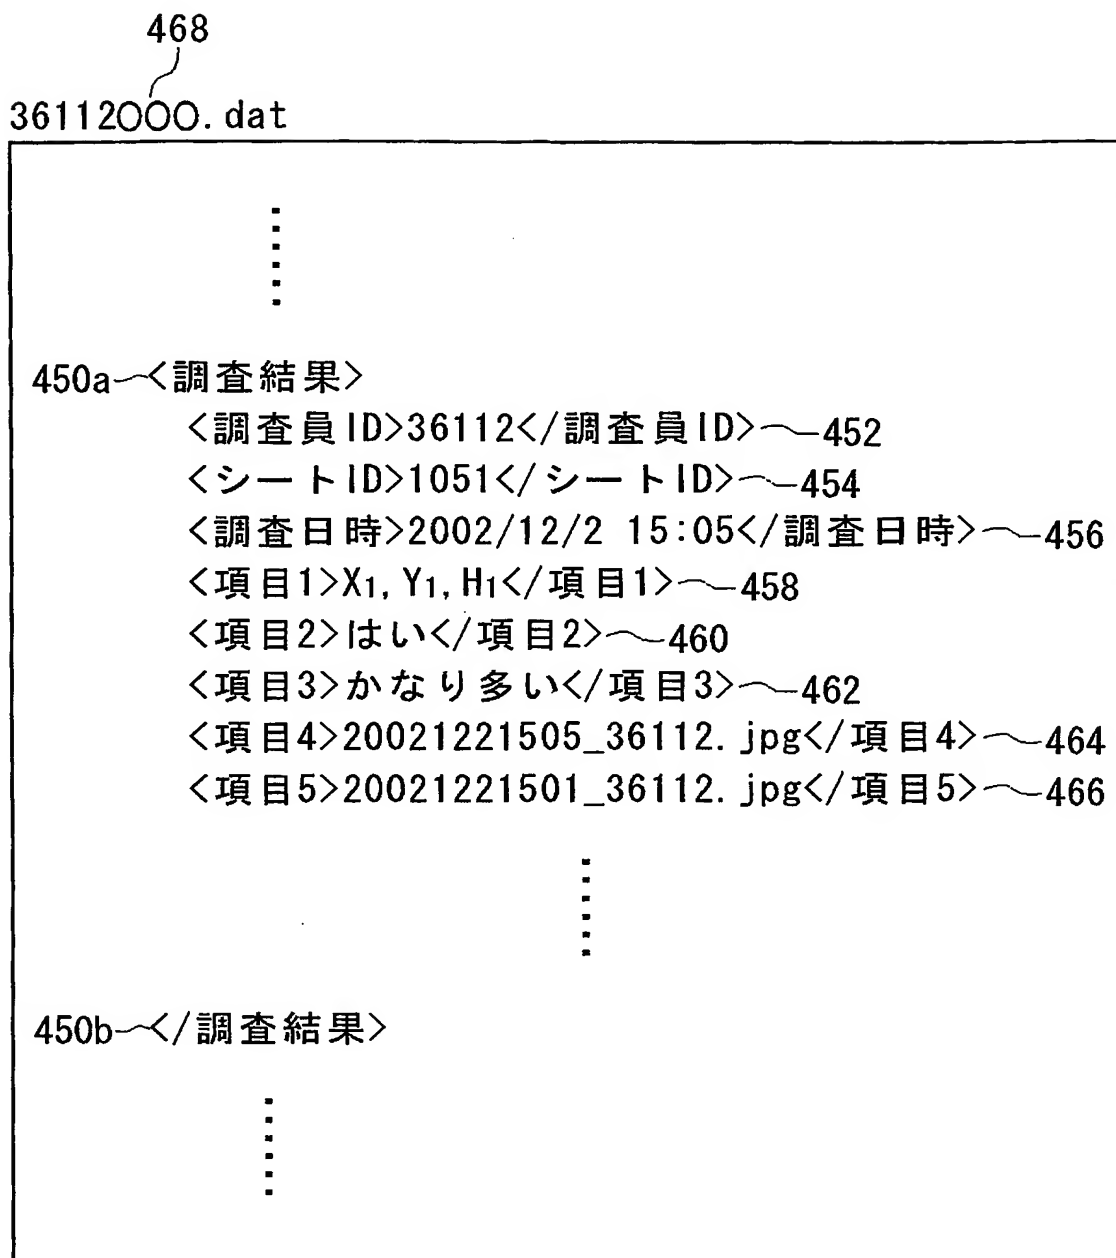 468
36112○○○.dat
450a <調査結果>
<調査員ID>36112</調査員ID> 452
<シートID>1051</シートID> 454
<調査日時>2002/12/2 15:05</調査日時> 456
<項目1>X₁, Y₁, H₁</項目1> 458
<項目2>はい</項目2> 460
<項目3>かなり多い</項目3> 462
<項目4>20021221505_36112.jpg</項目4> 464
<項目5>20021221501_36112.jpg</項目5> 466
450b </調査結果>